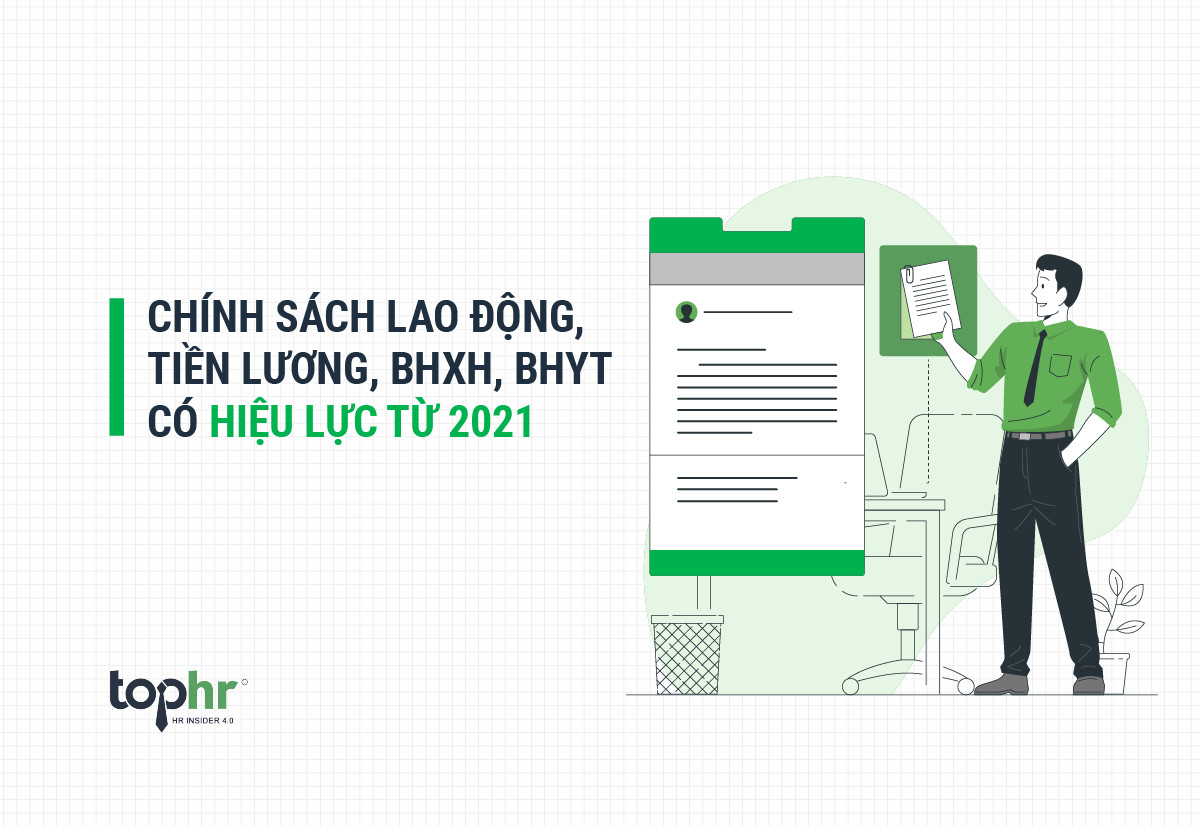 CHÍNH SÁCH LAO ĐỘNG,
TIỀN LƯƠNG, BHXH, BHYT
CÓ HIỆU LỰC TỪ 2021
tophr
HR INSIDER 4.0